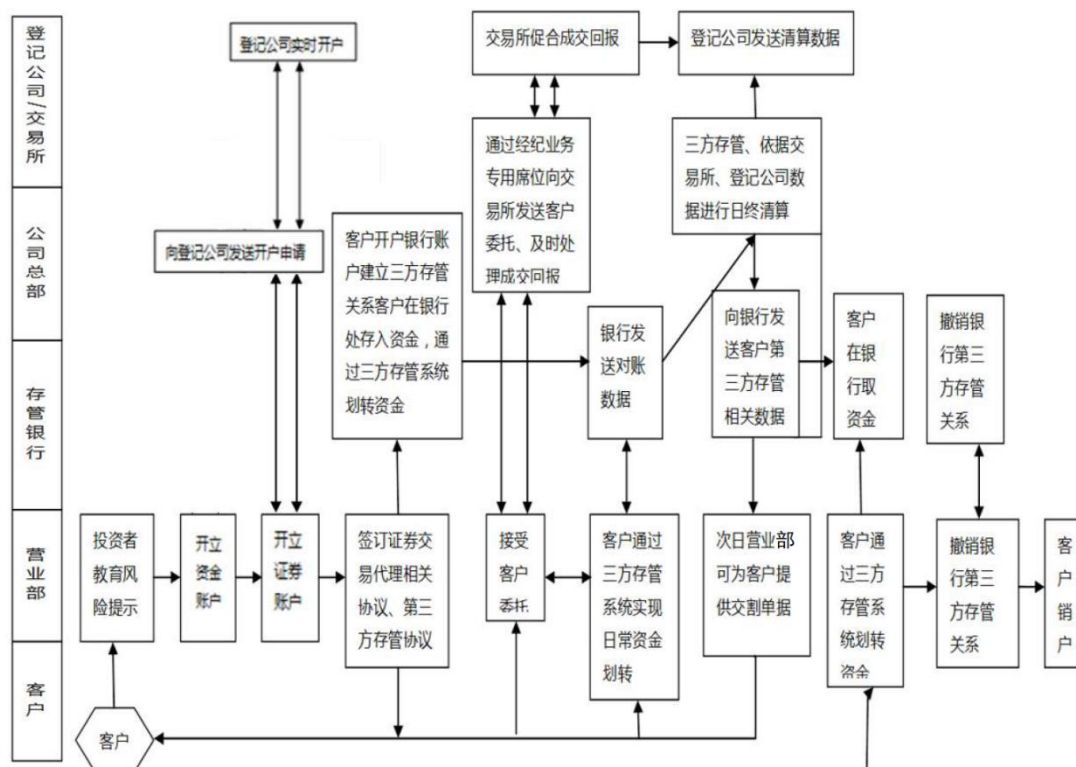 登记公司/交易所
公司总部
存管银行
营业部
客户
登记公司实时开户
交易所促合成交回报
登记公司发送清算数据
通过经纪业务
专用席位向交
易所发送客户
委托、及时处
理成交回报
三方存管、依据交
易所、登记公司数
据进行日终清算
向登记公司发送开户申请
客户开户银行账
户建立三方存管
关系客户在银行
处存入资金，通
过三方存管系统
划转资金
银行发
送对账
数据
向银行发
送客户第
三方存管
相关数据
客户
在银
行取
资金
撤销银
行第三
方存管
关系
投资者
教育风
险提示
开立
资金
账户
开立
证券
账户
签订证券交
易代理相关
协议、第三
方存管协议
接受
客户
委托
客户通过
三方存管
系统实现
日常资金
划转
次日营业部
可为客户提
供交割单据
客户通
过三方
存管系
统划转
资金
撤销银
行第三
方存管
关系
客
户
销
户
客户